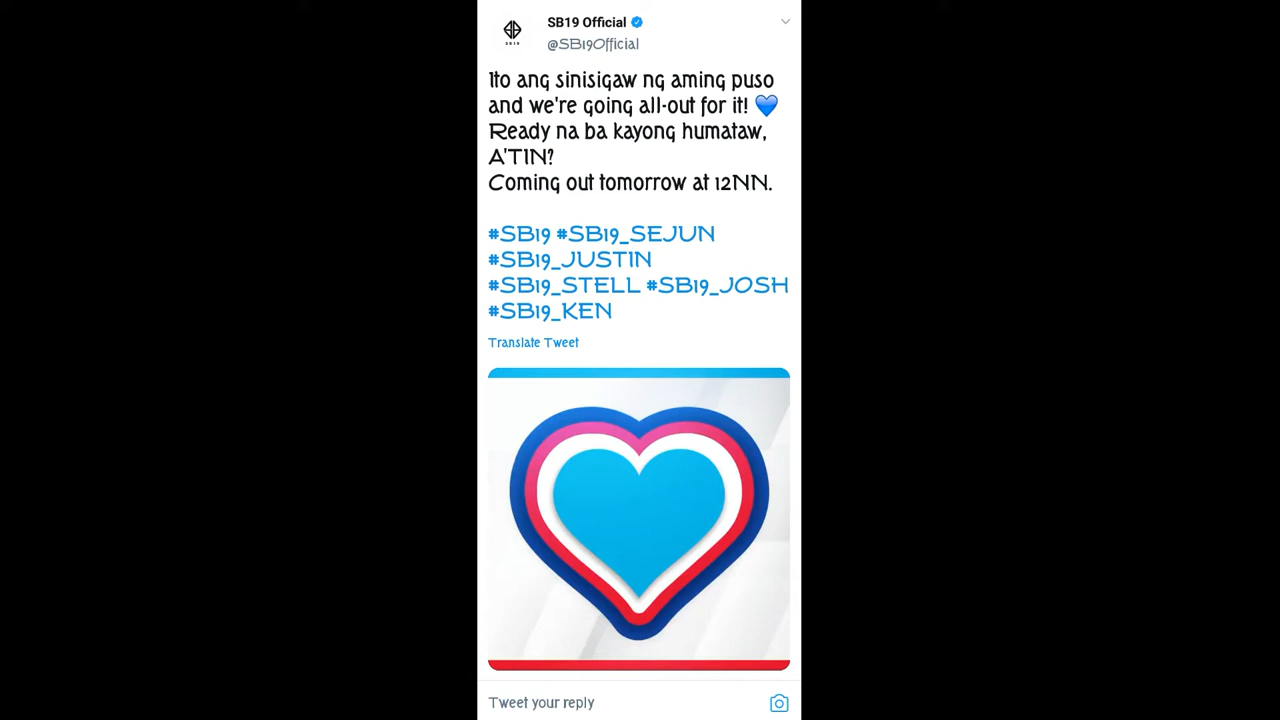 SB19 Official
SB19
@SB19Official
Ito ang sinisigaw ng aming puso
and we're going all-out for it! 💙
Ready na ba kayong humataw,
A'TIN?
Coming out tomorrow at 12NN.
#SB19 #SB19_SEJUN
#SB19_JUSTIN
#SB19_STELL #SB19_JOSH
#SB19_KEN
Translate Tweet
Tweet your reply